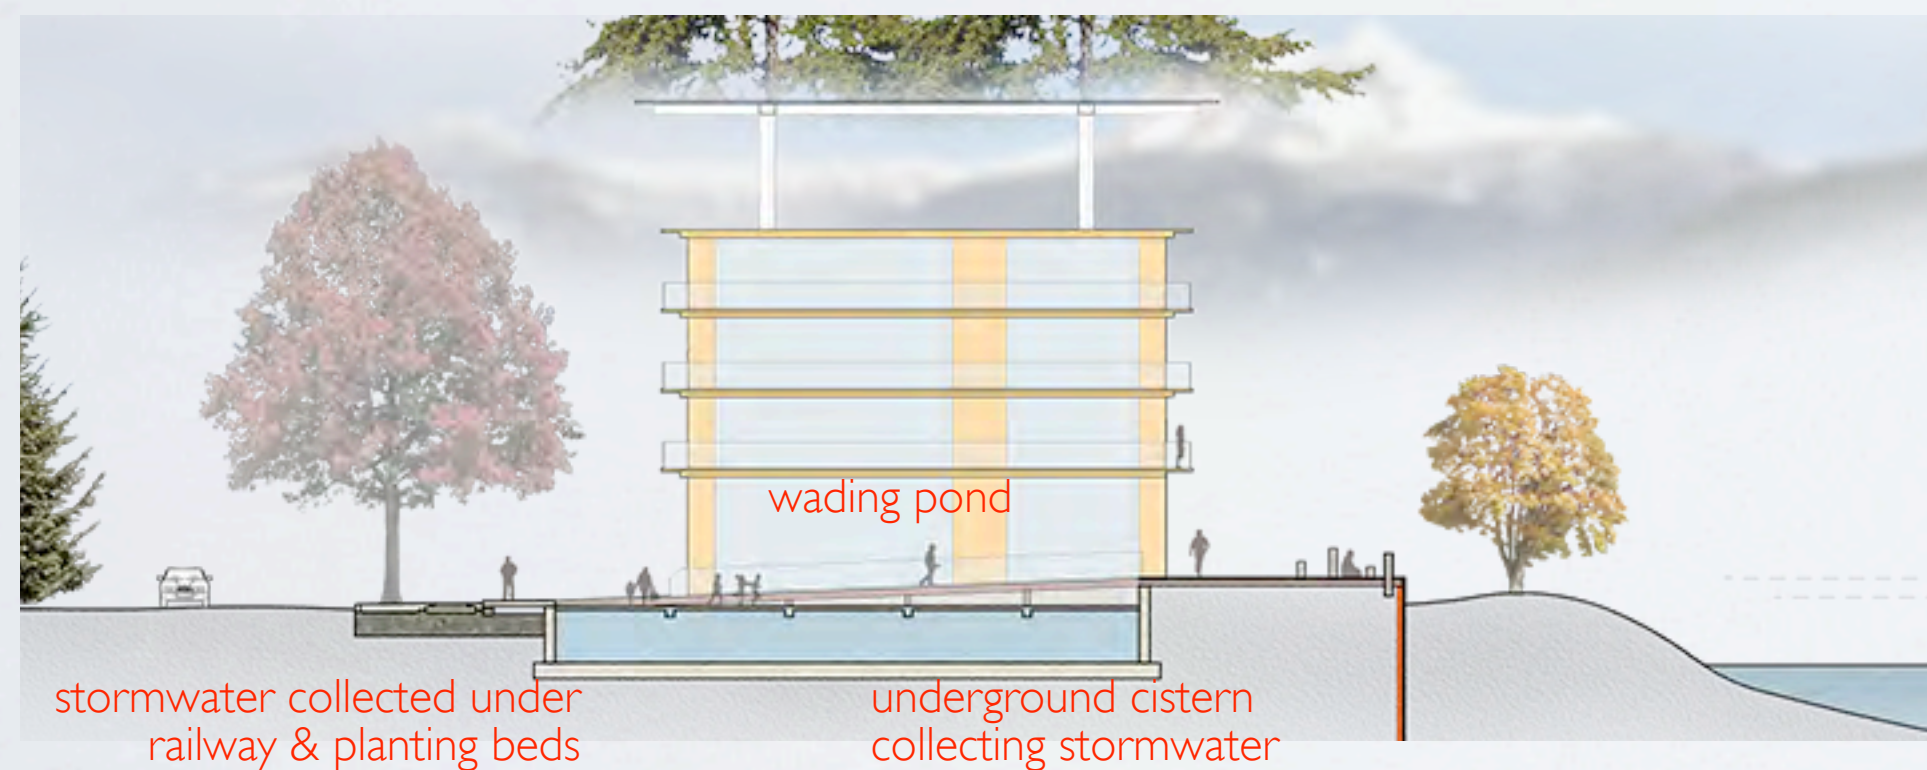 wading pond
stormwater collected under
railway & planting beds
underground cistern
collecting stormwater